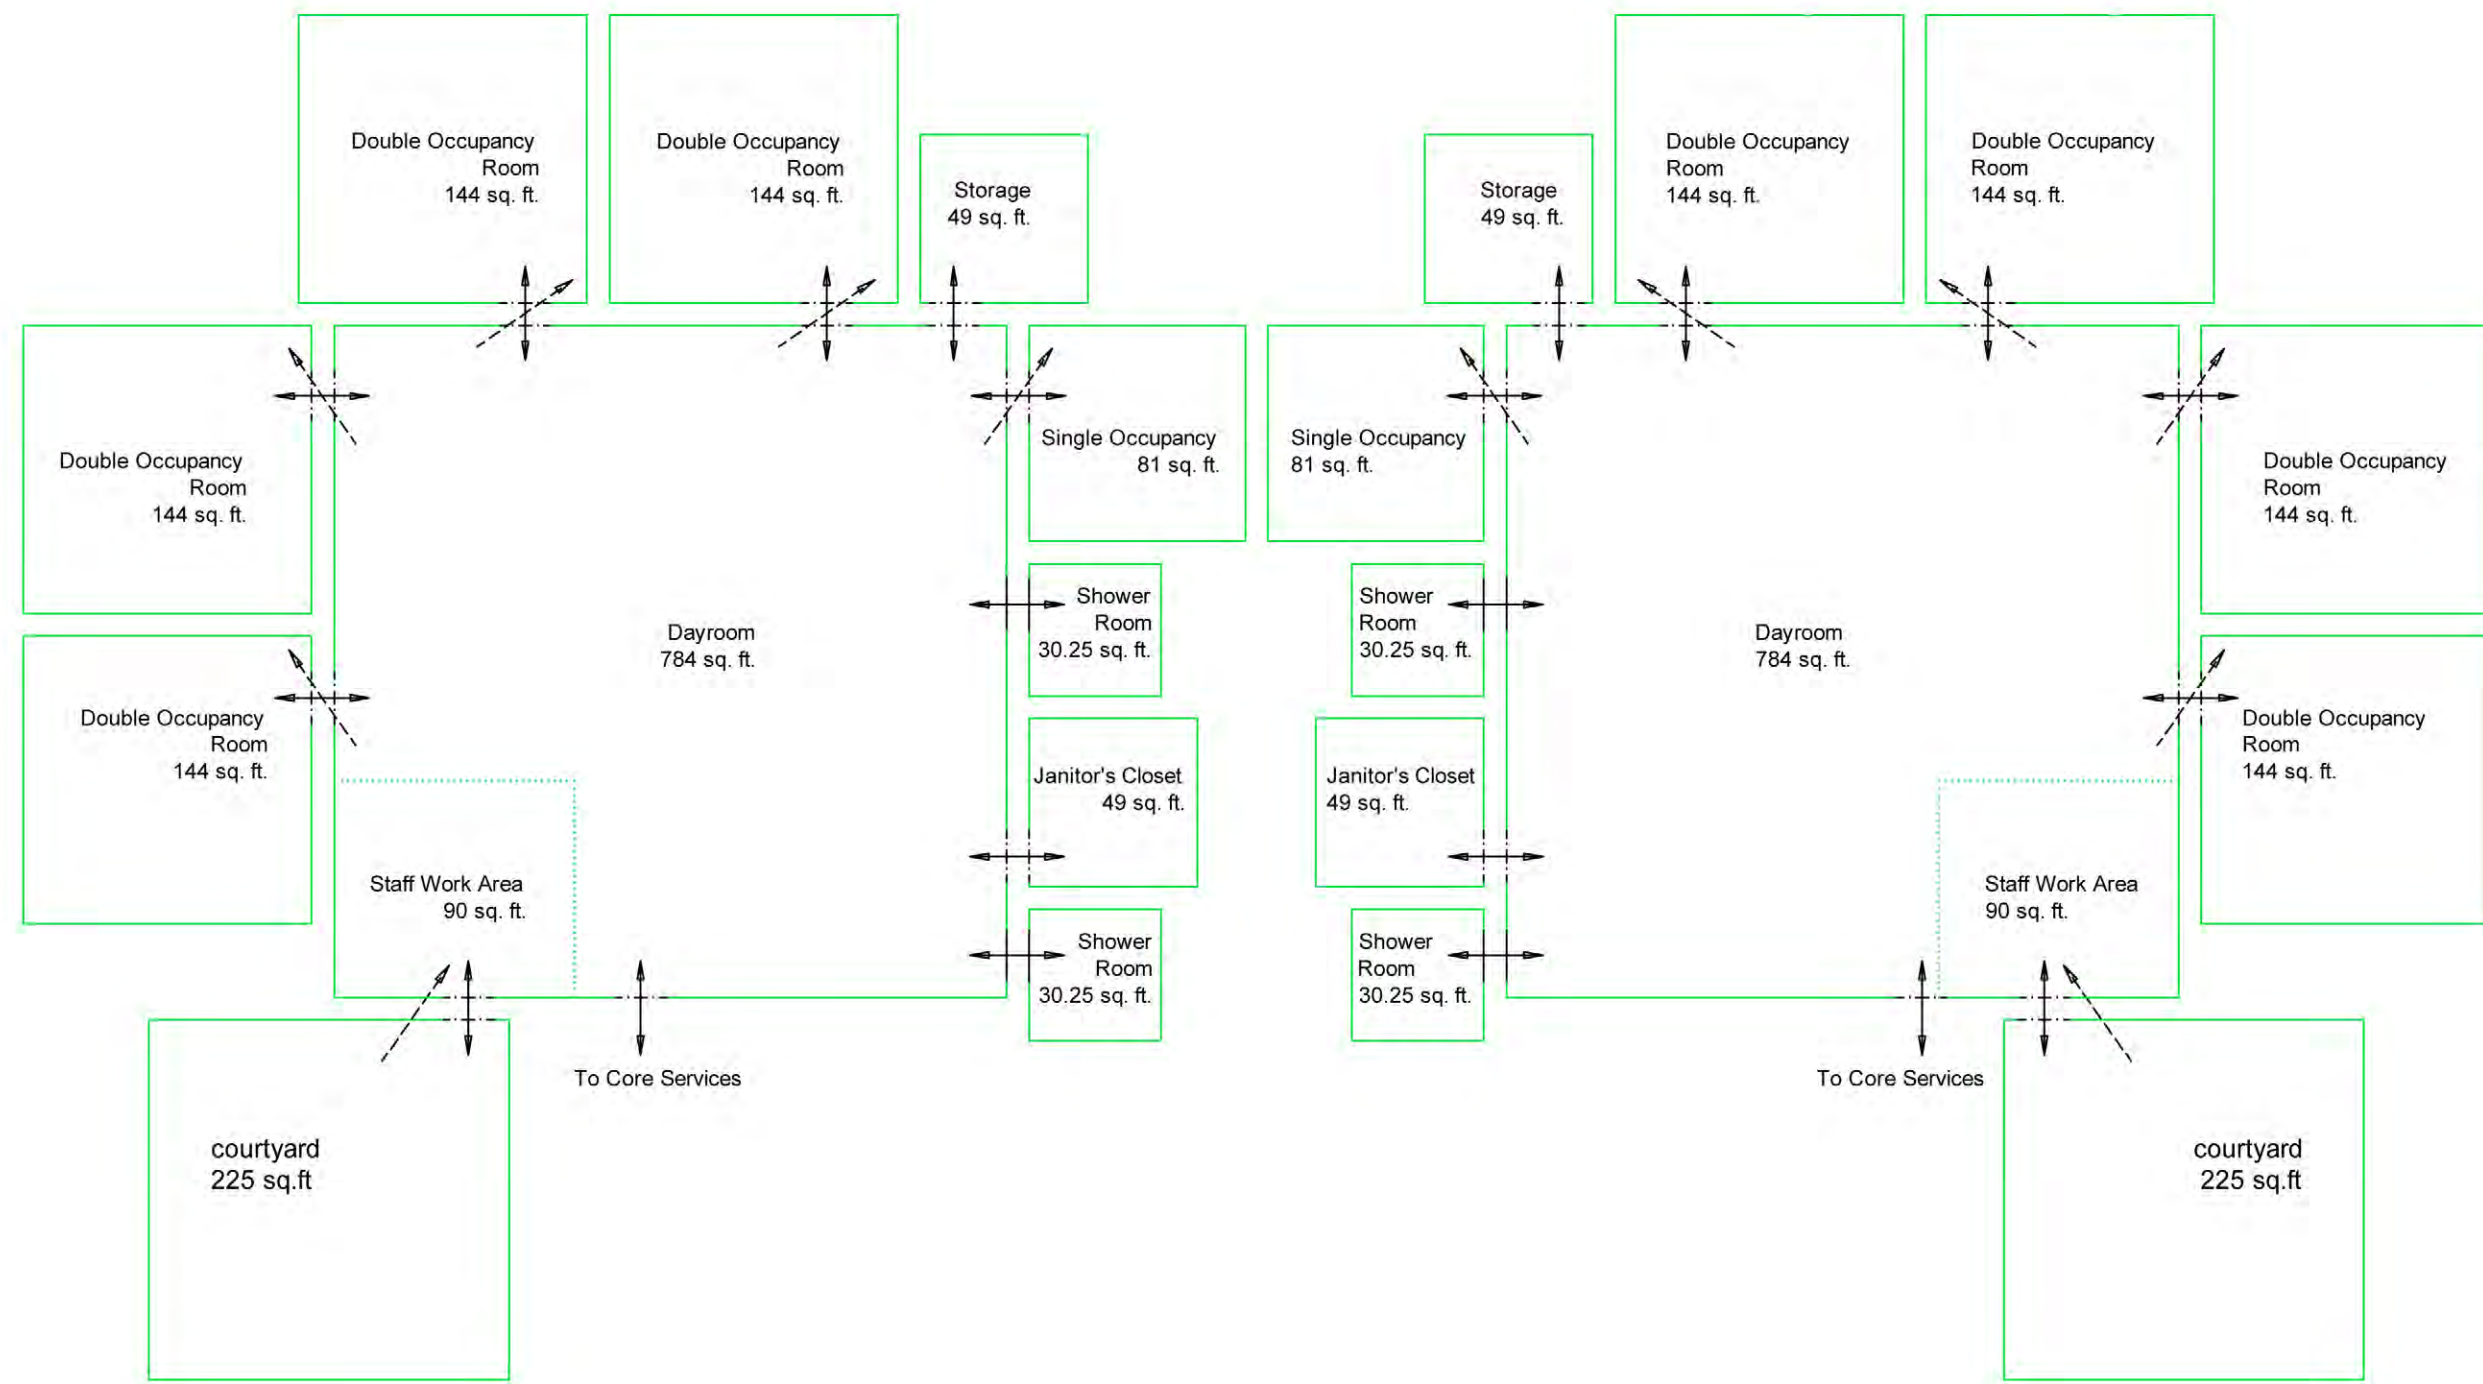 Double Occupancy
Room
144 sq. ft.
Double Occupancy
Room
144 sq. ft.
Storage
49 sq. ft.
Storage
49 sq. ft.
Double Occupancy
Room
144 sq. ft.
Double Occupancy
Room
144 sq. ft.
Double Occupancy
Room
144 sq. ft.
Single Occupancy
81 sq. ft.
Single Occupancy
81 sq. ft.
Double Occupancy
Room
144 sq. ft.
Dayroom
784 sq. ft.
Shower
Room
30.25 sq. ft.
Shower
Room
30.25 sq. ft.
Dayroom
784 sq. ft.
Double Occupancy
Room
144 sq. ft.
Janitor's Closet
49 sq. ft.
Janitor's Closet
49 sq. ft.
Double Occupancy
Room
144 sq. ft.
Staff Work Area
90 sq. ft.
Shower
Room
30.25 sq. ft.
Shower
Room
30.25 sq. ft.
Staff Work Area
90 sq. ft.
To Core Services
To Core Services
courtyard
225 sq.ft
courtyard
225 sq.ft